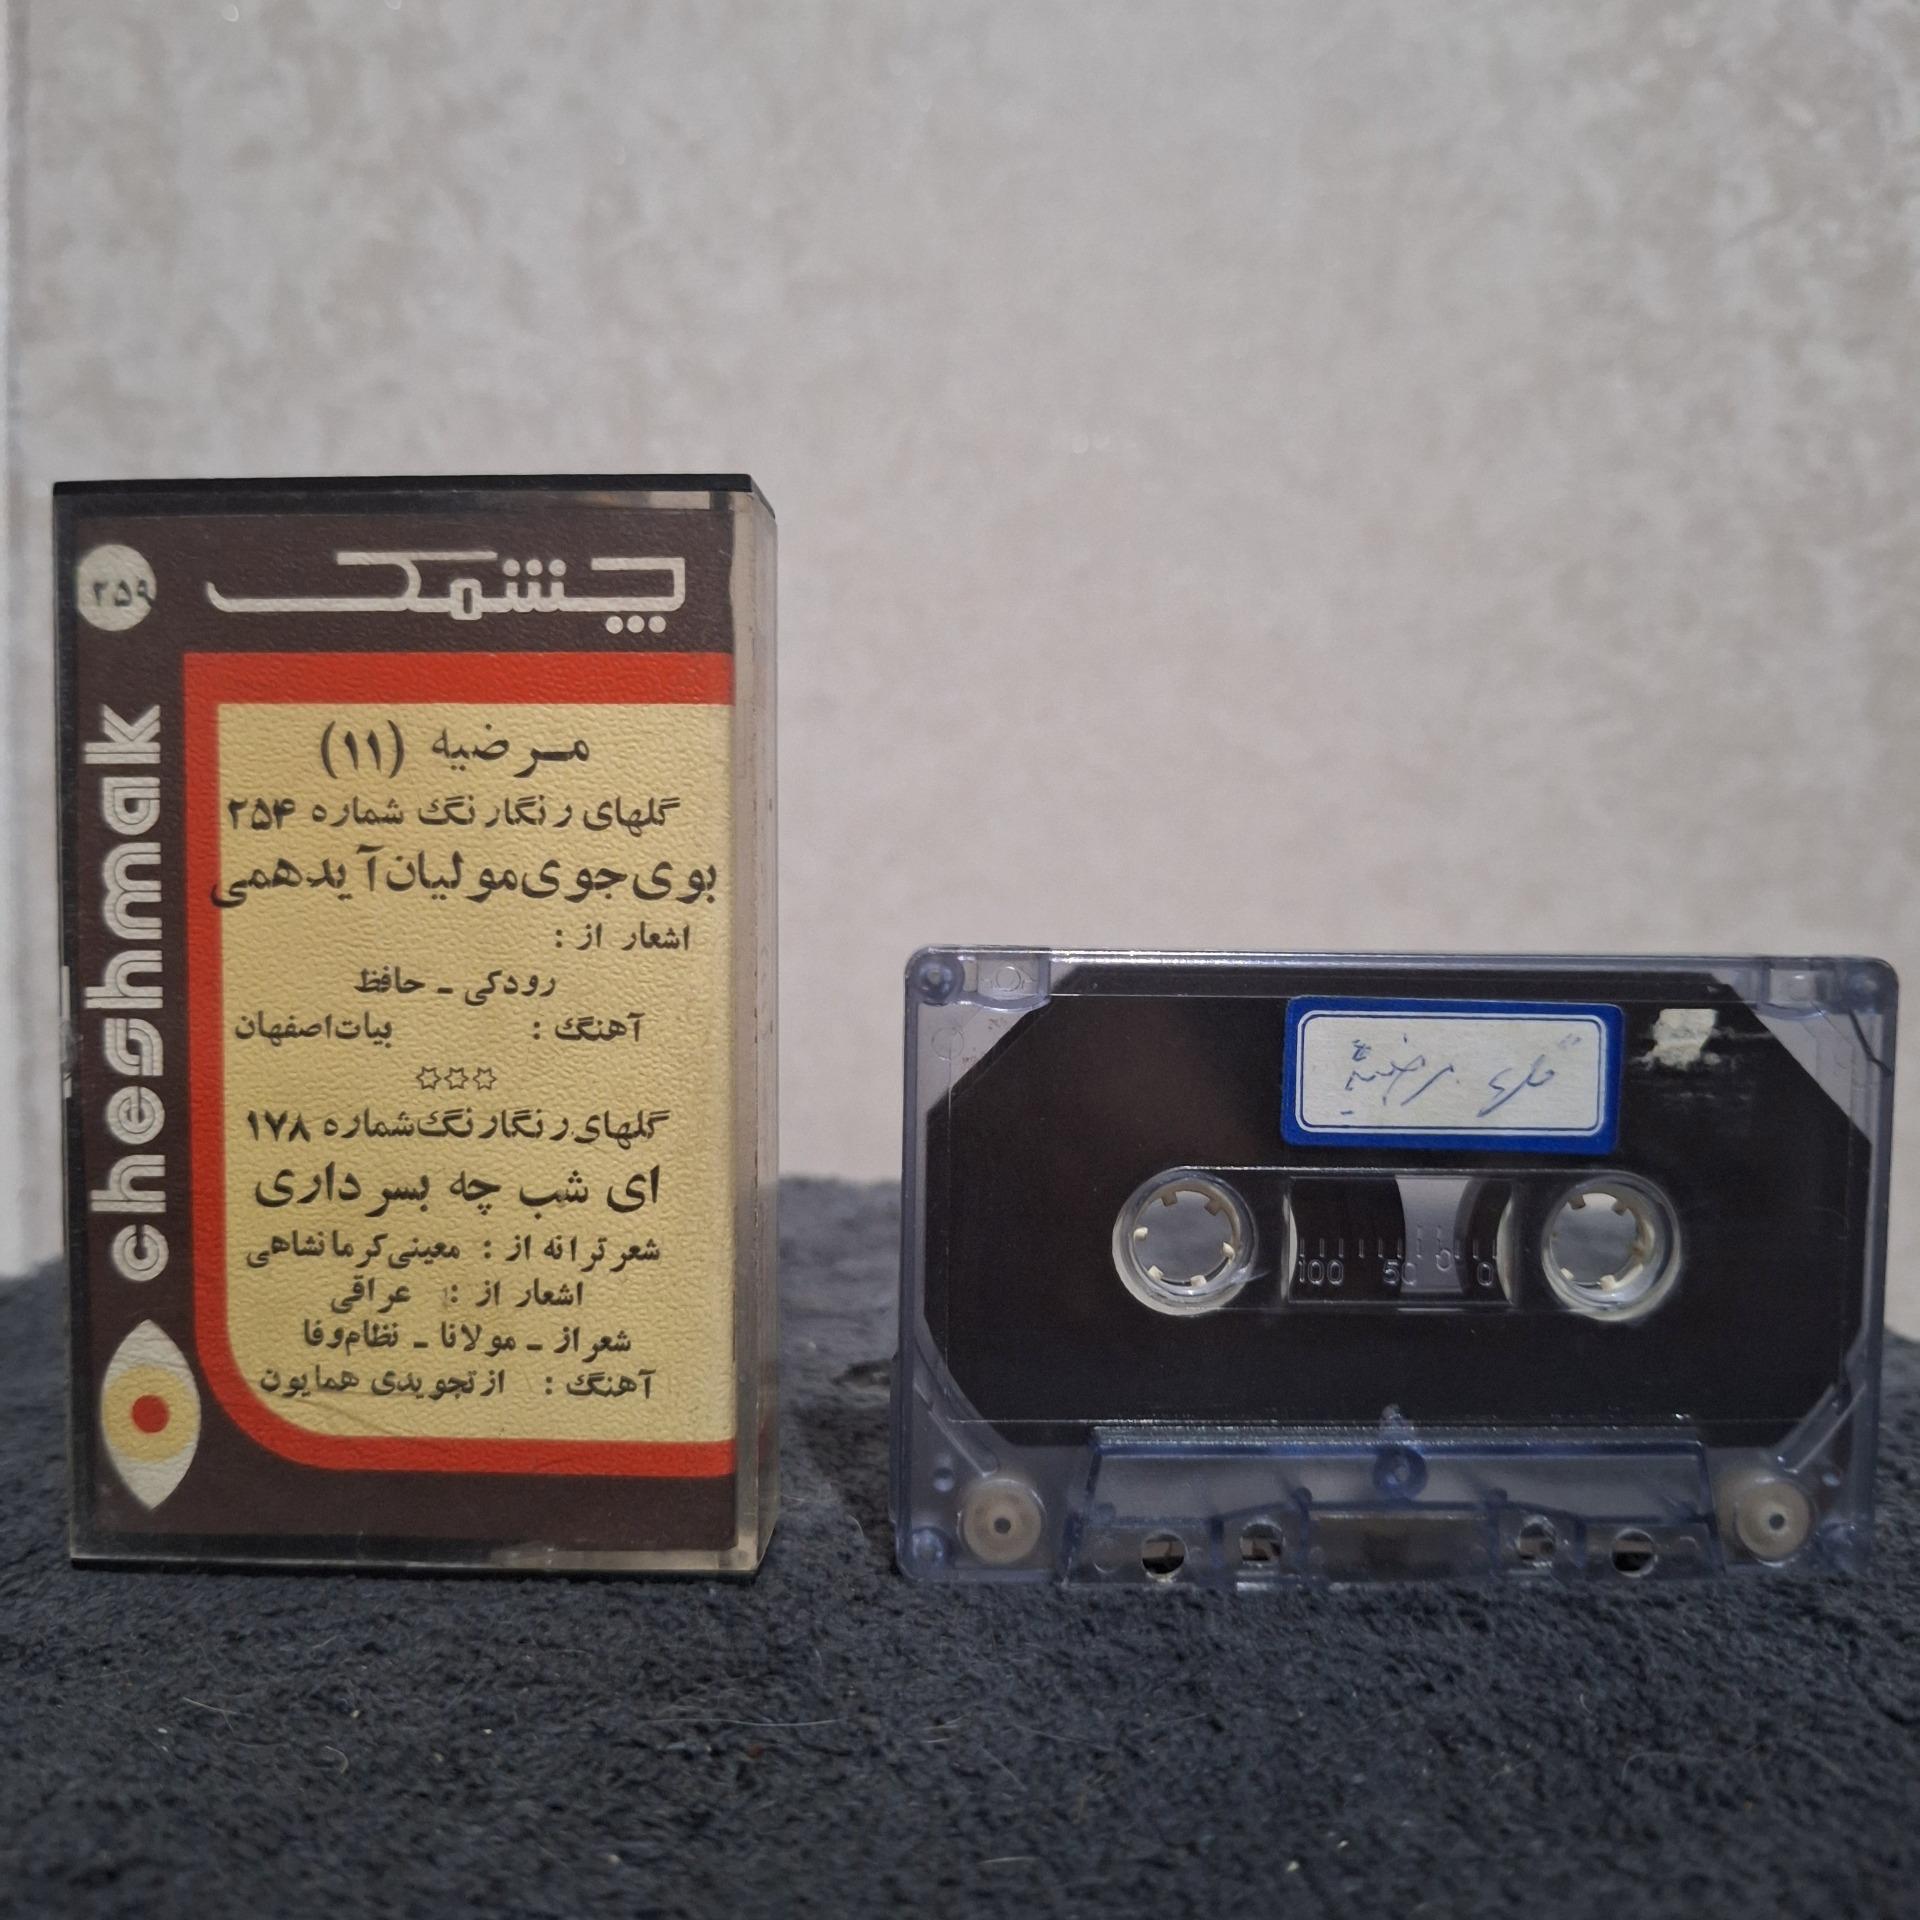 چشمک
۲۵۹
cheshmak
مرضیه (۱۱)
گلهای رنگارنگ شماره ۲۵۴
بوی جوی مولیان آید همی
اشعار از :
رودکی - حافظ
آهنگ : بیات اصفهان
گلهای رنگارنگ شماره ۱۷۸
ای شب چه بسر داری
شعر ترانه از : معینی کرمانشاهی
اشعار از : عراقی
شعر از - مولانا - نظام وفا
آهنگ : از تجویدی همایون
مرضیه
100 50 0